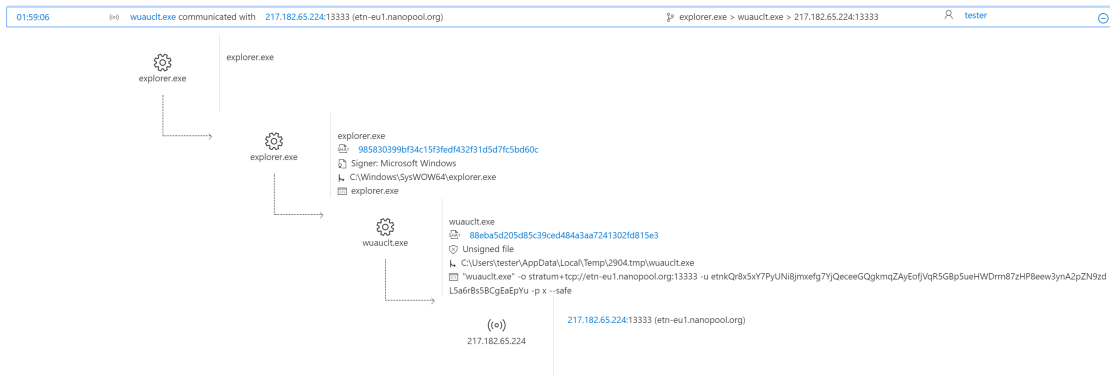 01:59:06 wuauclt.exe communicated with 217.182.65.224:13333 (etn-eu1.nanopool.org) explorer.exe > wuauclt.exe > 217.182.65.224:13333 tester
explorer.exe
explorer.exe
explorer.exe
explorer.exe
SHA1 985830399bf34c15f3fedf432f31d5d7fc5bd60c
Signer: Microsoft Windows
C:\Windows\SysWOW64\explorer.exe
explorer.exe
wuauclt.exe
wuauclt.exe
SHA1 88eba5d205d85c39ced484a3aa7241302fd815e3
Unsigned file
C:\Users\tester\AppData\Local\Temp\2904.tmp\wuauclt.exe
"wuauclt.exe" -o stratum+tcp://etn-eu1.nanopool.org:13333 -u etnkQr8x5xY7PyUNi8jmxefg7YjQeceeGQgkmqZAyEofjVqR5GBp5ueHWDrrn87zHP8eew3ynA2pZN9zd
L5a6rBs5BCgEaEpYu -p x --safe
217.182.65.224
217.182.65.224:13333 (etn-eu1.nanopool.org)